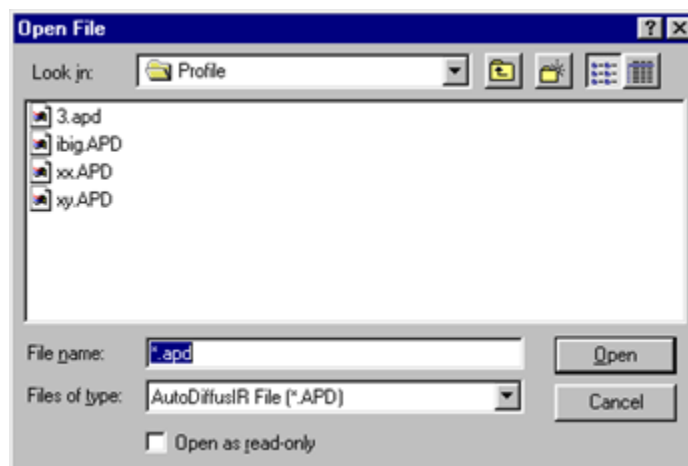 Open File
Look in: Profile
3.apd
ibig.APD
xx.APD
xy.APD
File name: *.apd Open
Files of type: AutoDiffusIR File (*.APD) Cancel
Open as read-only